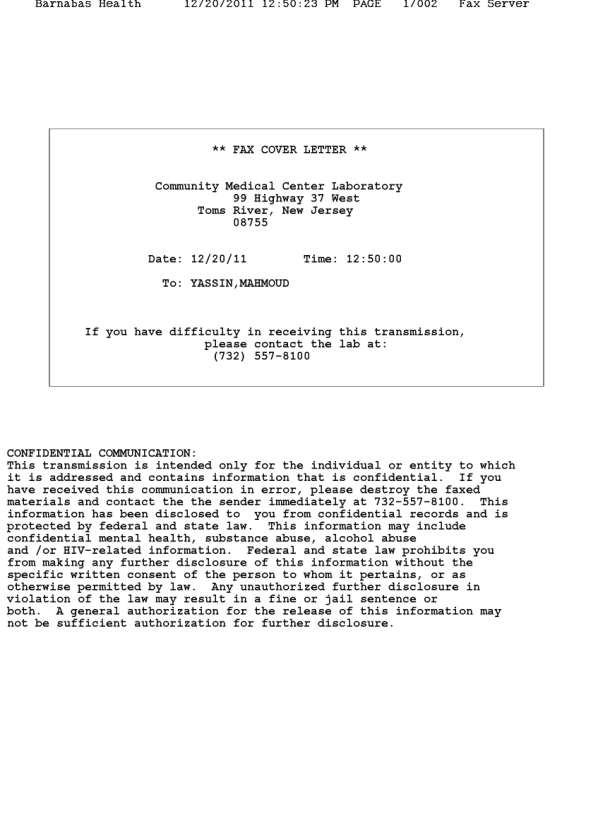 Barnabas Health 12/20/2011 12:50:23 PM PAGE 1/002 Fax Server
** FAX COVER LETTER **
Community Medical Center Laboratory
99 Highway 37 West
Toms River, New Jersey
08755
Date: 12/20/11 Time: 12:50:00
To: YASSIN,MAHMOUD
If you have difficulty in receiving this transmission,
please contact the lab at:
(732) 557-8100
CONFIDENTIAL COMMUNICATION:
This transmission is intended only for the individual or entity to which
it is addressed and contains information that is confidential. If you
have received this communication in error, please destroy the faxed
materials and contact the the sender immediately at 732-557-8100. This
information has been disclosed to you from confidential records and is
protected by federal and state law. This information may include
confidential mental health, substance abuse, alcohol abuse
and /or HIV-related information. Federal and state law prohibits you
from making any further disclosure of this information without the
specific written consent of the person to whom it pertains, or as
otherwise permitted by law. Any unauthorized further disclosure in
violation of the law may result in a fine or jail sentence or
both. A general authorization for the release of this information may
not be sufficient authorization for further disclosure.